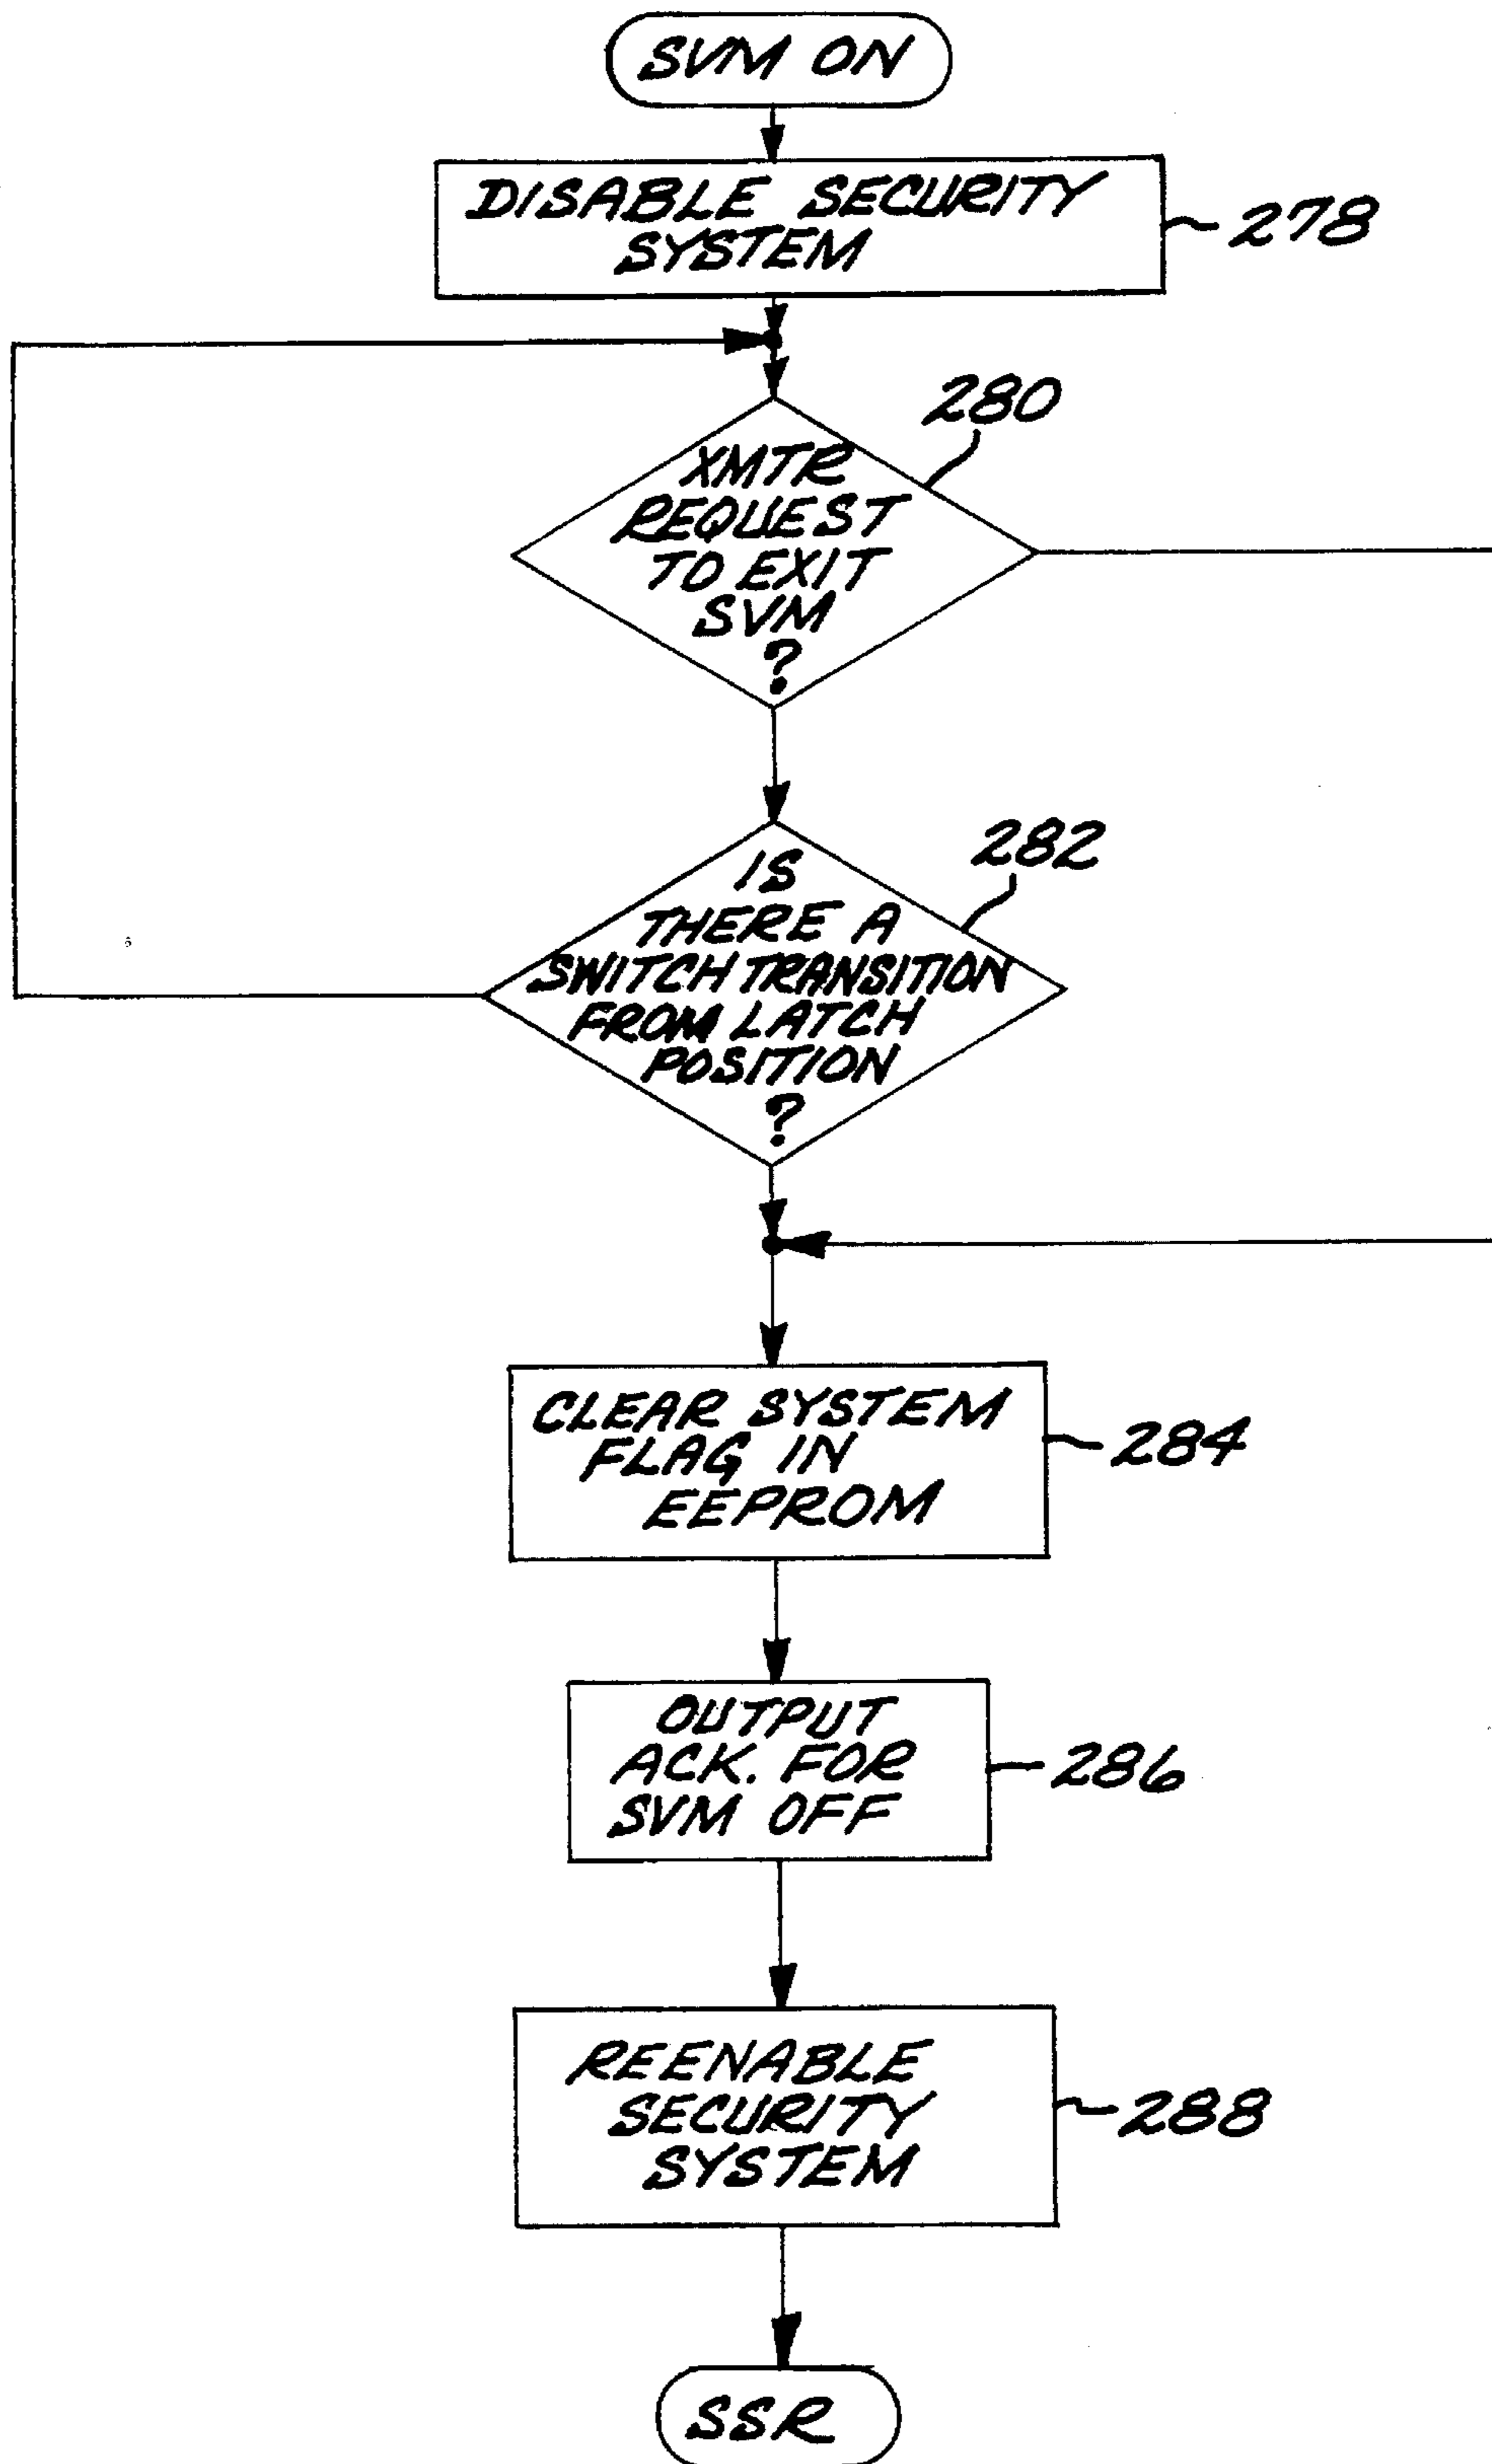 SVM ON
DISABLE SECURITY
SYSTEM
278
280
XMTR
REQUEST
TO EXIT
SVM
?
282
IS
THERE A
SWITCH TRANSITION
FROM LATCH
POSITION
?
CLEAR SYSTEM
FLAG IN
EEPROM
284
OUTPUT
ACK. FOR
SVM OFF
286
REENABLE
SECURITY
SYSTEM
288
SSR